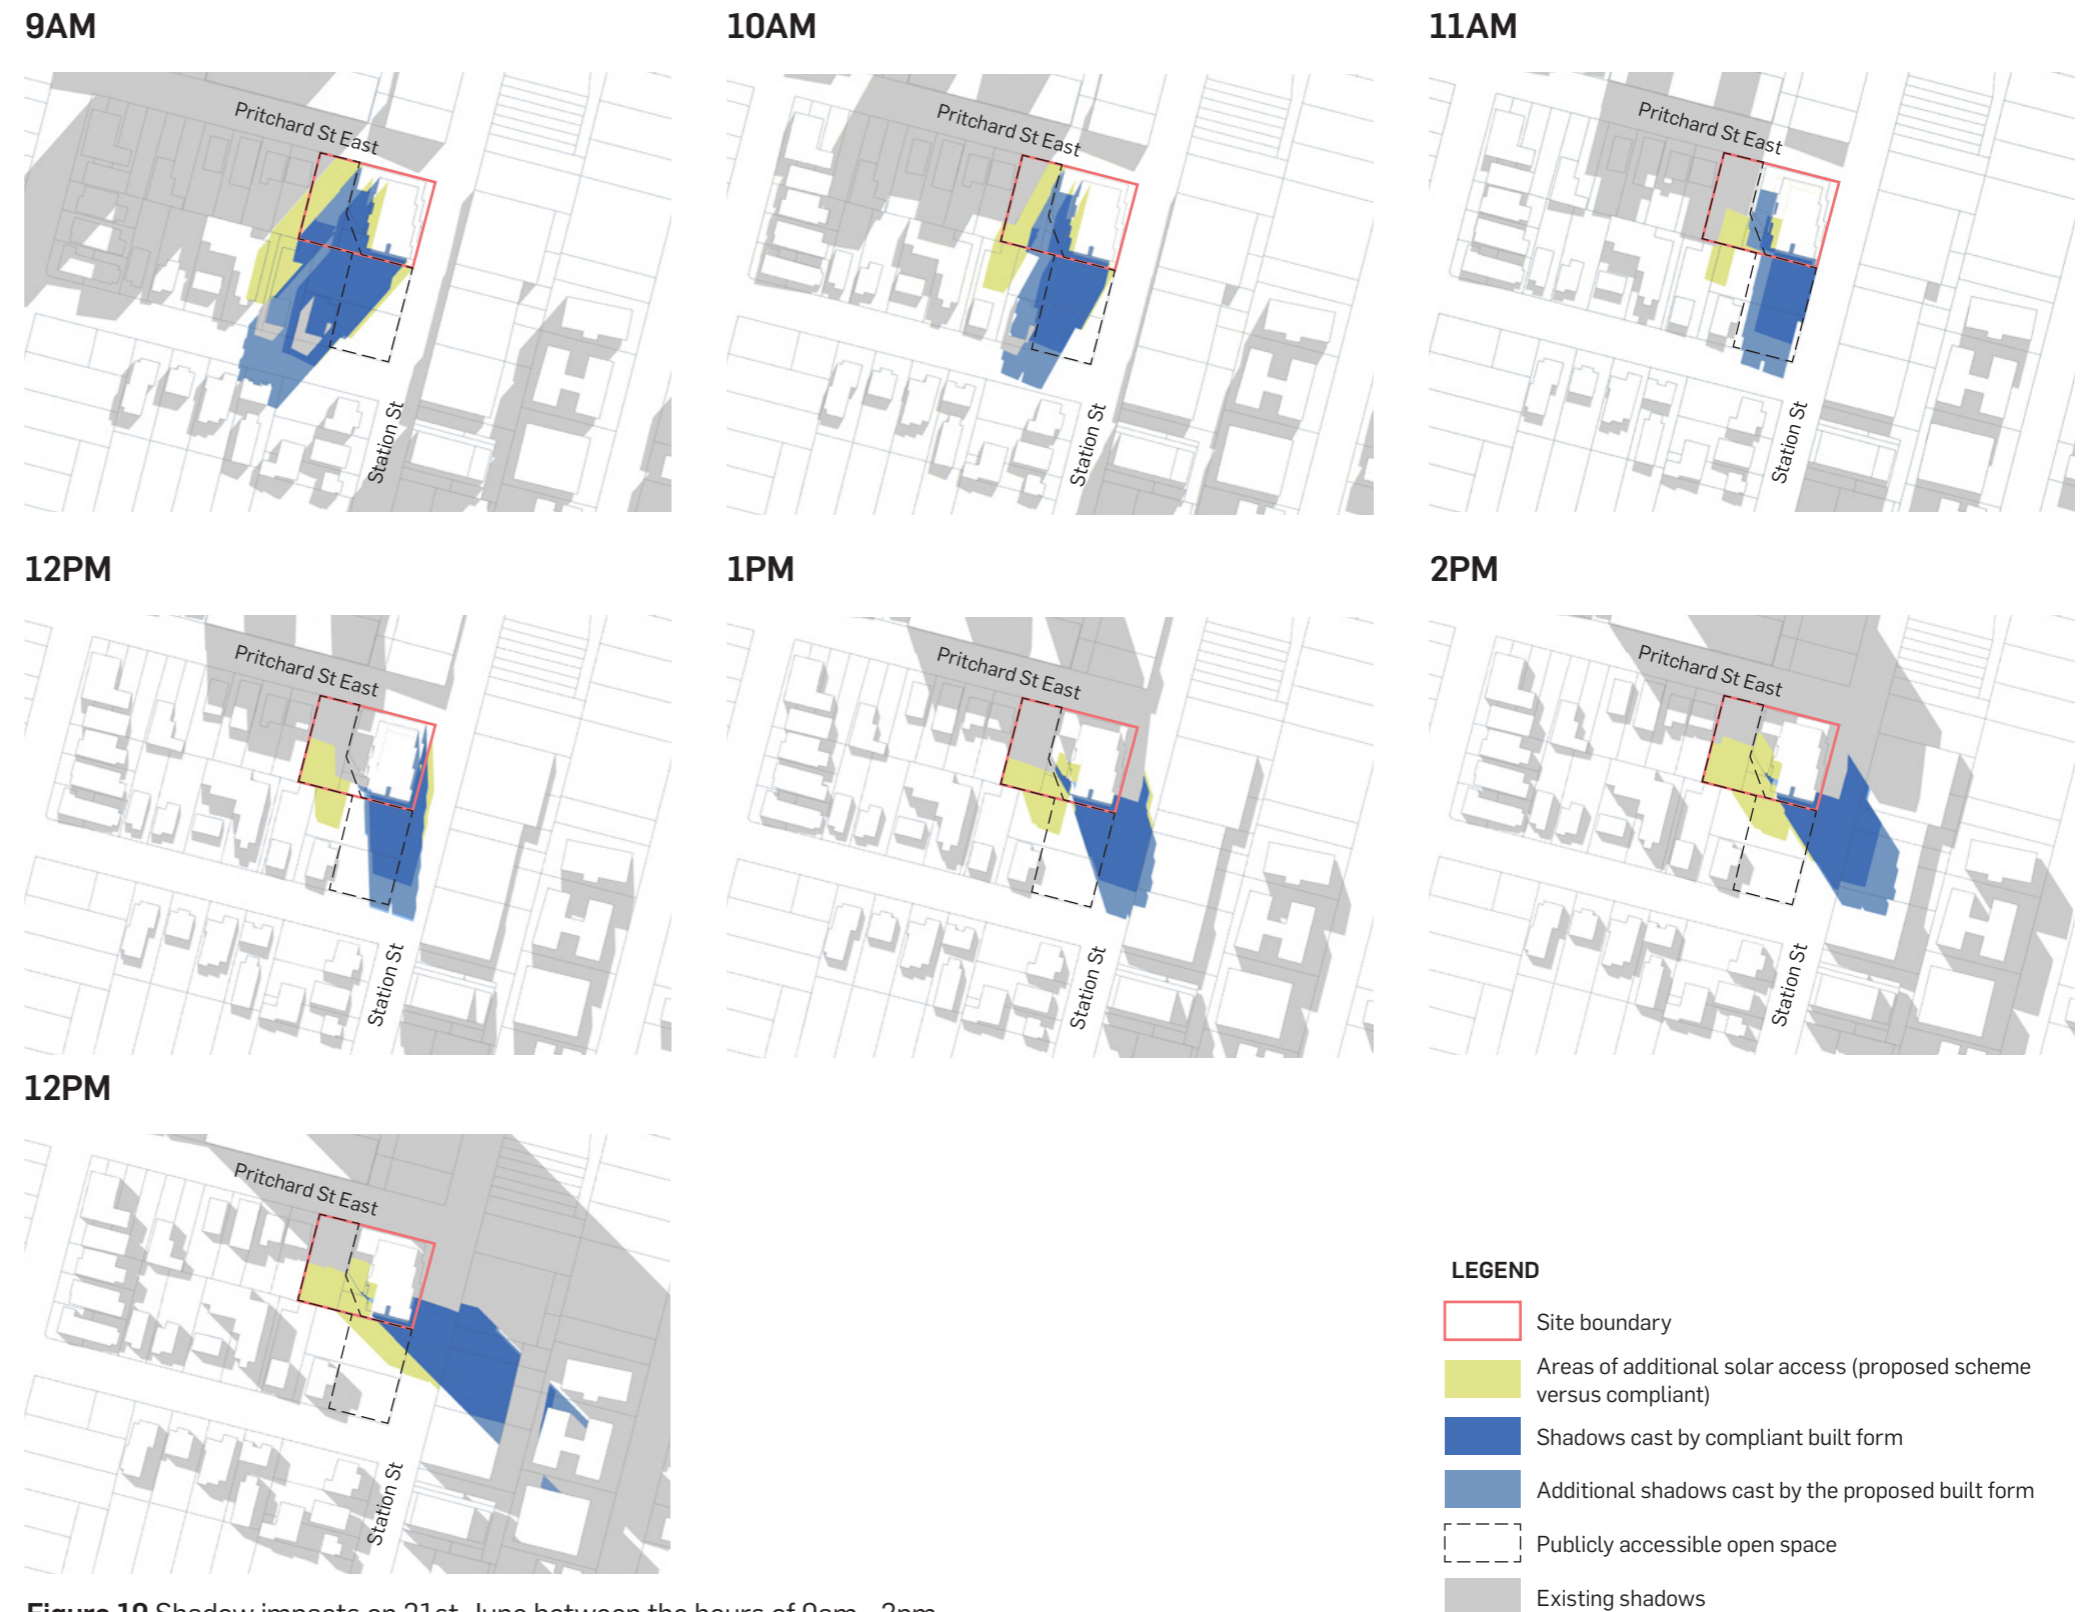 9AM
10AM
11AM
Pritchard St East
Station St
Pritchard St East
Station St
Pritchard St East
Station St
12PM
1PM
2PM
Pritchard St East
Station St
Pritchard St East
Station St
Pritchard St East
Station St
12PM
Pritchard St East
Station St
LEGEND
Site boundary
Areas of additional solar access (proposed scheme
versus compliant)
Shadows cast by compliant built form
Additional shadows cast by the proposed built form
Publicly accessible open space
Existing shadows